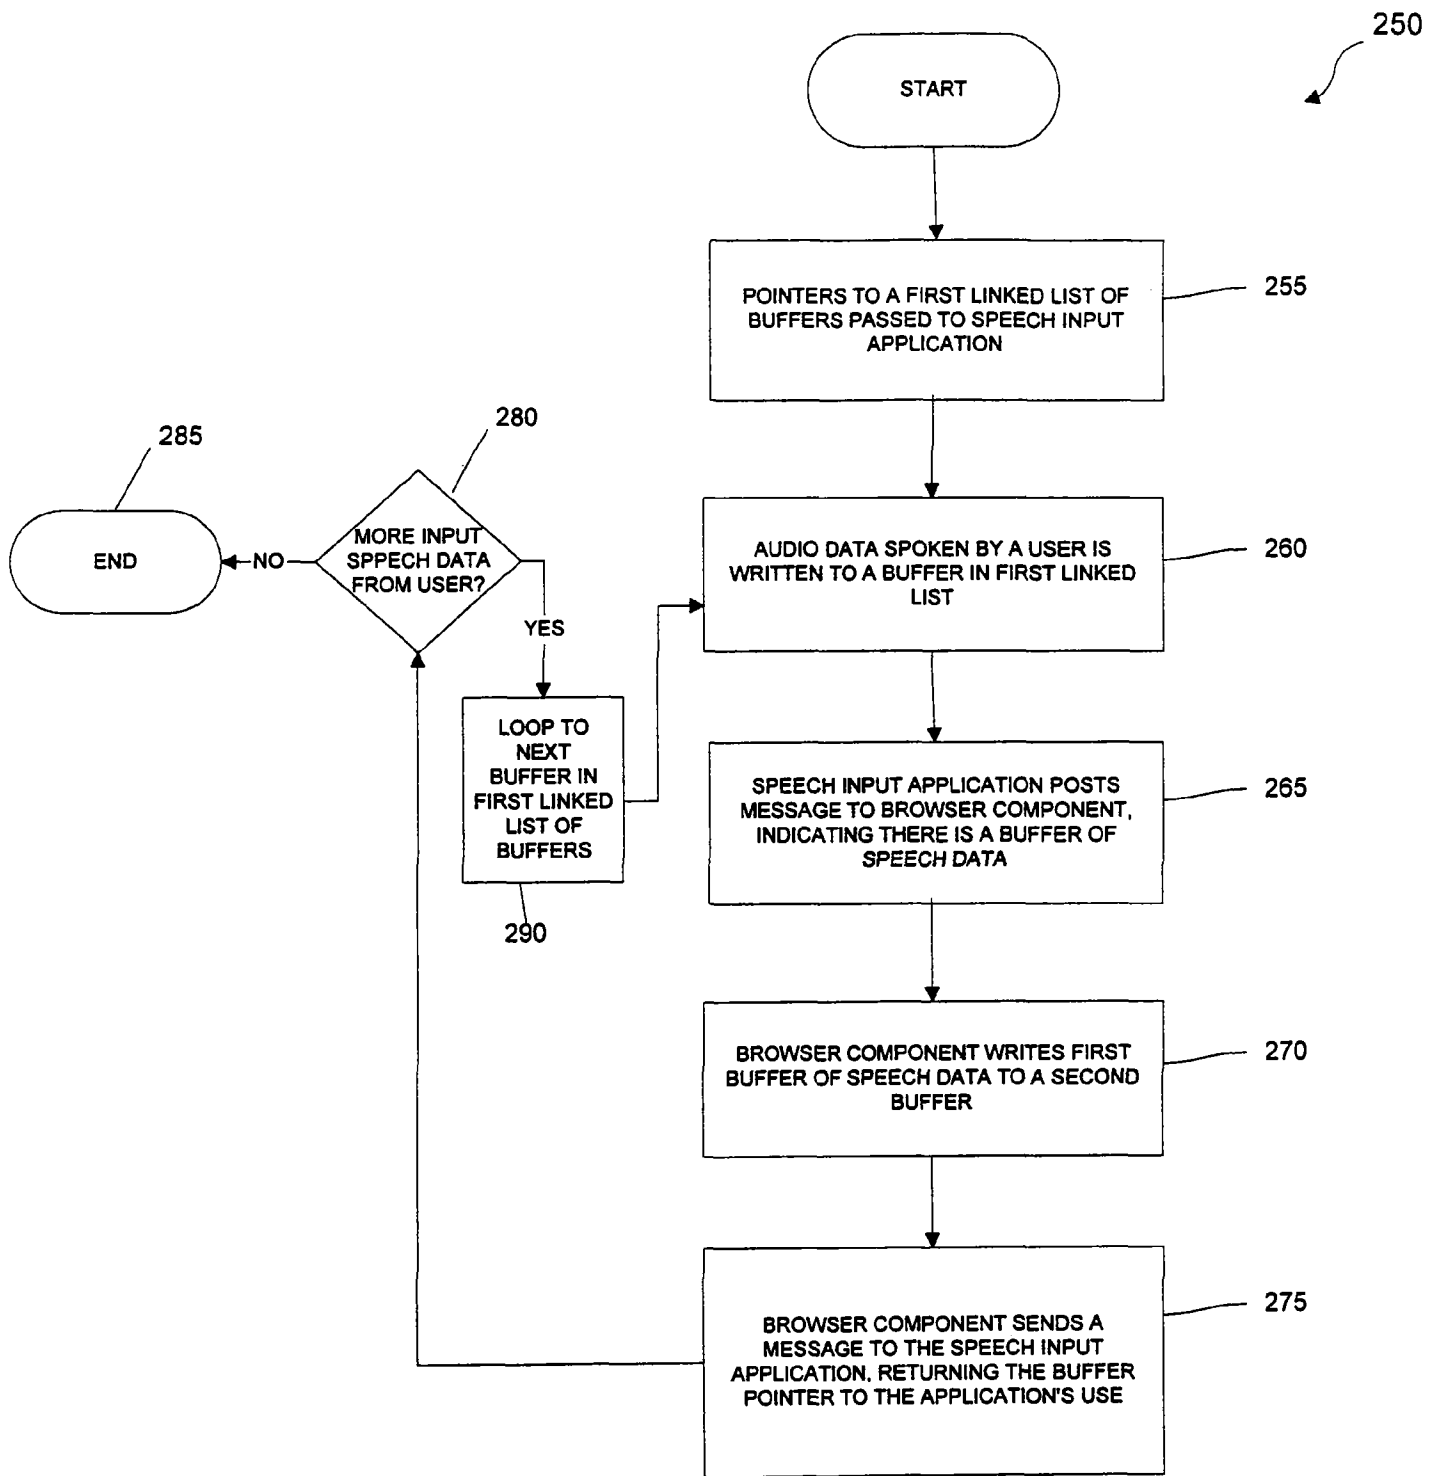 250
START
POINTERS TO A FIRST LINKED LIST OF
BUFFERS PASSED TO SPEECH INPUT
APPLICATION
255
285
280
END
NO
MORE INPUT
SPPECH DATA
FROM USER?
YES
AUDIO DATA SPOKEN BY A USER IS
WRITTEN TO A BUFFER IN FIRST LINKED
LIST
260
LOOP TO
NEXT
BUFFER IN
FIRST LINKED
LIST OF
BUFFERS
290
SPEECH INPUT APPLICATION POSTS
MESSAGE TO BROWSER COMPONENT,
INDICATING THERE IS A BUFFER OF
SPEECH DATA
265
BROWSER COMPONENT WRITES FIRST
BUFFER OF SPEECH DATA TO A SECOND
BUFFER
270
BROWSER COMPONENT SENDS A
MESSAGE TO THE SPEECH INPUT
APPLICATION, RETURNING THE BUFFER
POINTER TO THE APPLICATION'S USE
275